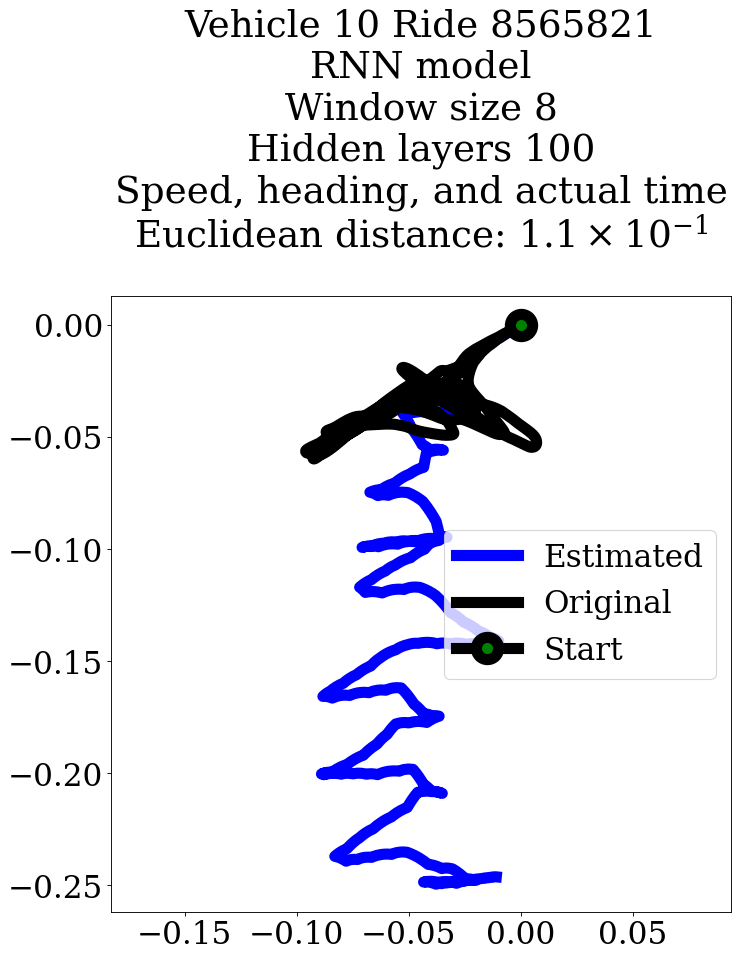 Vehicle 10 Ride 8565821
RNN model
Window size 8
Hidden layers 100
Speed, heading, and actual time
Euclidean distance: 1.1 × 10⁻¹
0.00
−0.05
−0.10
−0.15
−0.20
−0.25
Estimated
Original
Start
−0.15 −0.10 −0.05 0.00 0.05